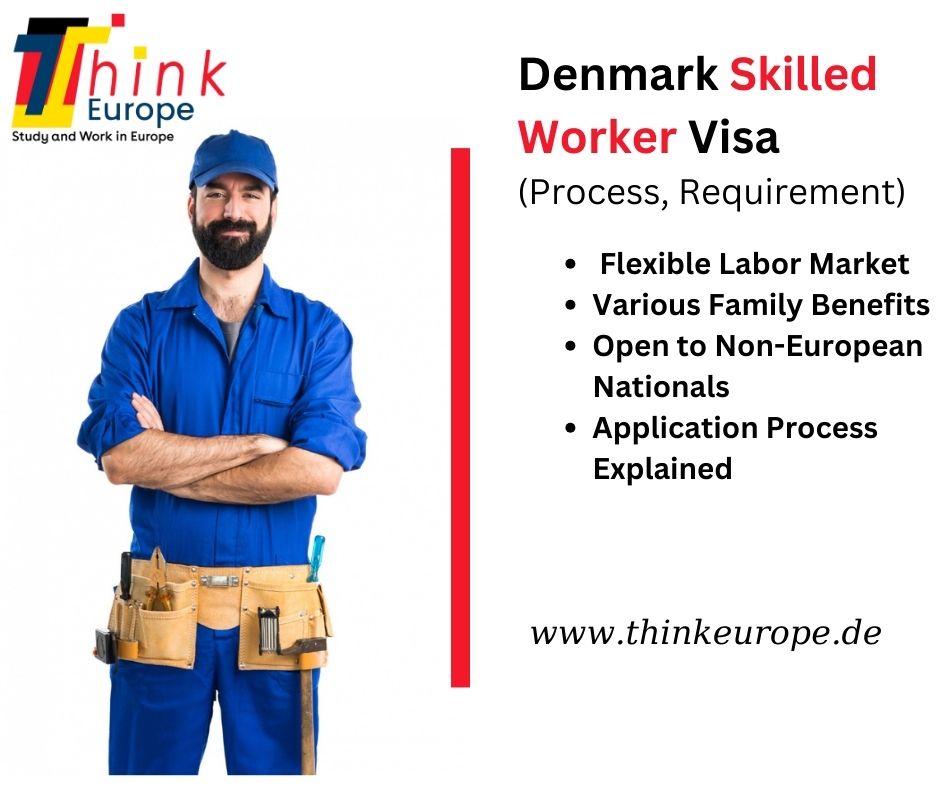 Think
Europe
Study and Work in Europe
Denmark Skilled
Worker Visa
(Process, Requirement)
• Flexible Labor Market
• Various Family Benefits
• Open to Non-European
Nationals
• Application Process
Explained
www.thinkeurope.de